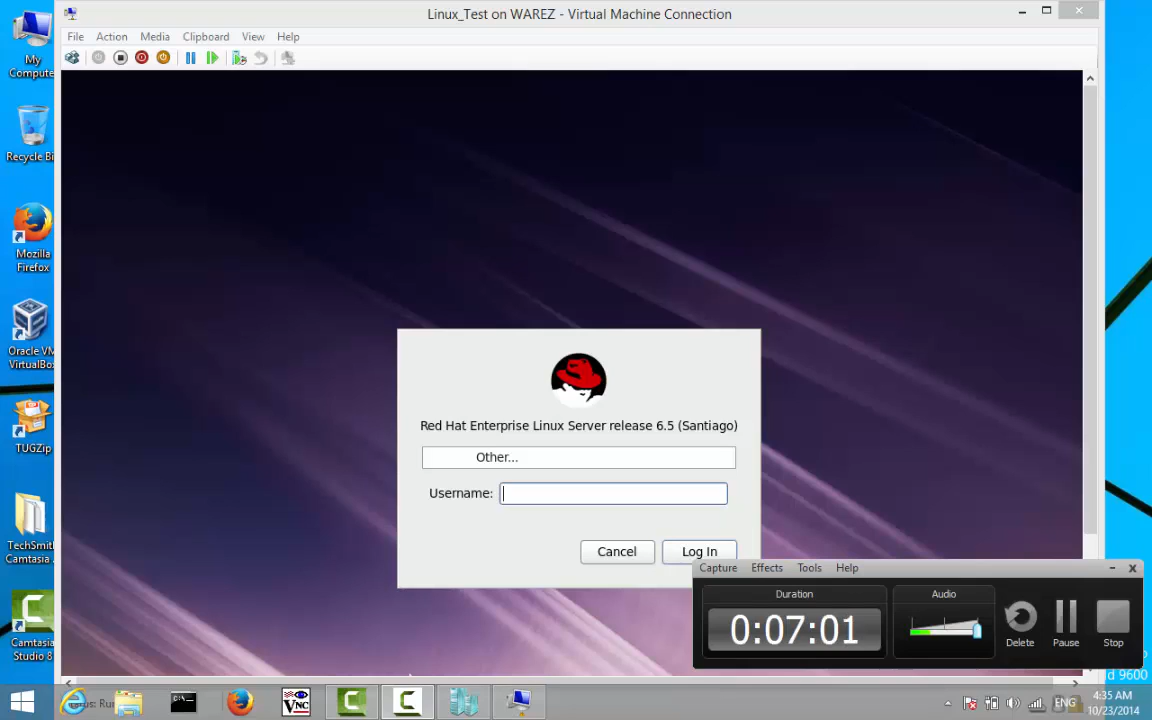 Linux_Test on WAREZ - Virtual Machine Connection
File Action Media Clipboard View Help
My
Compute
Recycle Bi
Mozilla
Firefox
Oracle VM
VirtualBox
TUGZip
TechSmith
Camtasia
Camtasia
Studio 8
Red Hat Enterprise Linux Server release 6.5 (Santiago)
Other...
Username:
Cancel Log In
Capture Effects Tools Help
Duration Audio
0:07:01
Delete Pause Stop
d 9600
VNC
ENG
4:35 AM
10/23/2014